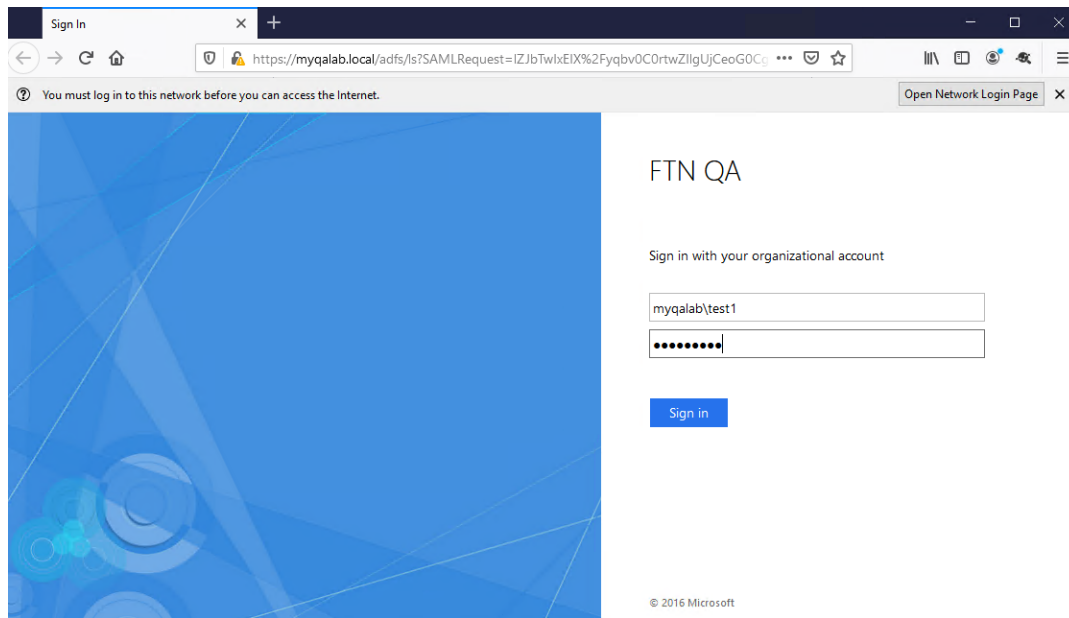 Sign In
https://myqalab.local/adfs/ls?SAMLRequest=lZJbTwIxEIX%2Fyqbv0C0rtwZIIgUjCeoG0Cg
You must log in to this network before you can access the Internet.
Open Network Login Page
FTN QA
Sign in with your organizational account
myqalab\test1
Sign in
© 2016 Microsoft